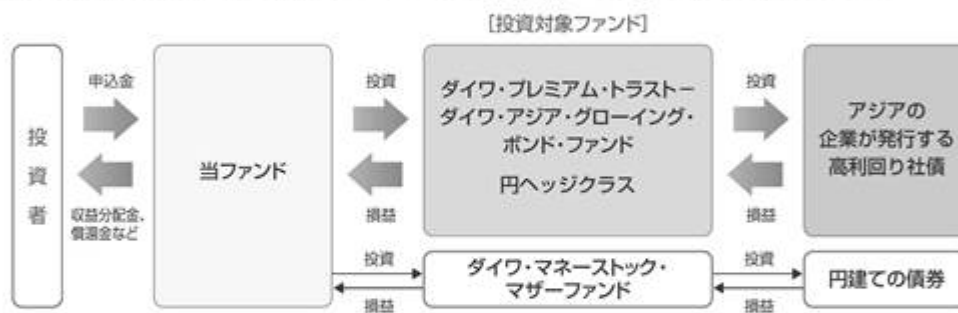 [投資対象ファンド]
投資者
申込金
収益分配金、
償還金など
当ファンド
投資
損益
ダイワ・プレミアム・トラスト－
ダイワ・アジア・グローイング・
ボンド・ファンド
円ヘッジクラス
投資
損益
アジアの
企業が発行する
高利回り社債
投資
損益
ダイワ・マネーストック・
マザーファンド
投資
損益
円建ての債券